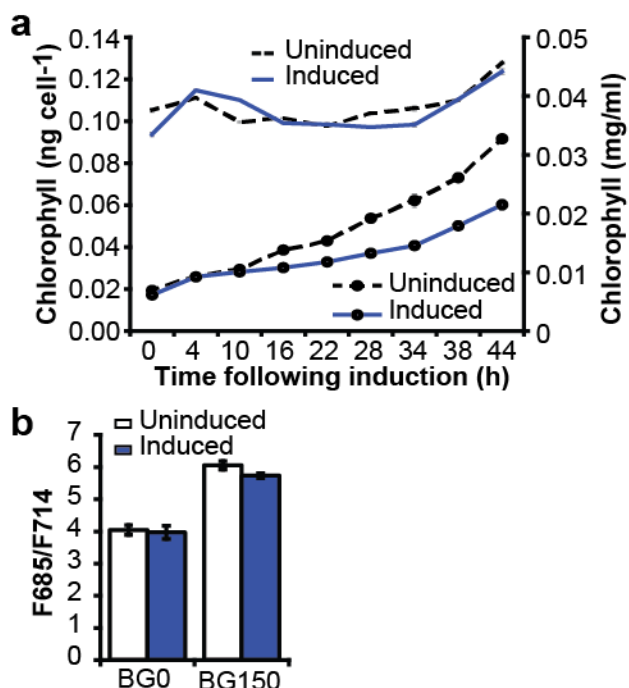 a
Chlorophyll (ng cell-1)
0.14
0.12
0.10
0.08
0.06
0.04
0.02
0.00
Uninduced
Induced
Uninduced
Induced
0.05
0.04
0.03
0.02
0.01
0
Chlorophyll (mg/ml)
0 4 10 16 22 28 34 38 44
Time following induction (h)
b
Uninduced
Induced
F685/F714
7
6
5
4
3
2
1
0
BG0 BG150